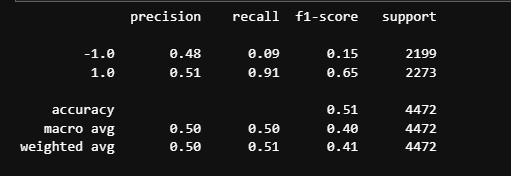 precision recall f1-score support
-1.0 0.48 0.09 0.15 2199
1.0 0.51 0.91 0.65 2273
accuracy 0.51 4472
macro avg 0.50 0.50 0.40 4472
weighted avg 0.50 0.51 0.41 4472